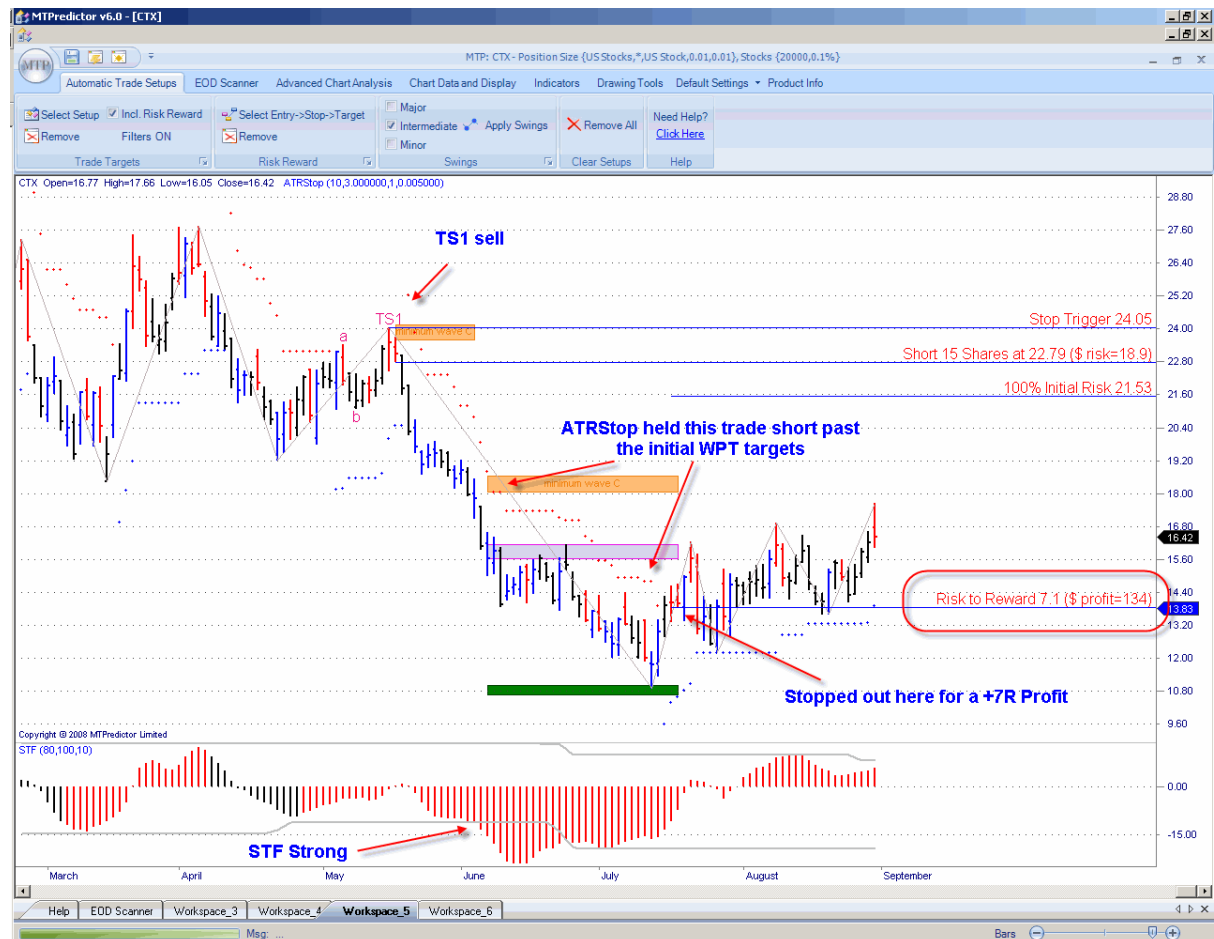 MTPredictor v6.0 - [CTX]
MTP
MTP: CTX - Position Size {US Stocks,*,US Stock,0.01,0.01}, Stocks {20000,0.1%}
Automatic Trade Setups EOD Scanner Advanced Chart Analysis Chart Data and Display Indicators Drawing Tools Default Settings Product Info
Select Setup Incl. Risk Reward
Remove Filters ON
Trade Targets
Select Entry->Stop->Target
Remove
Risk Reward
Major
Intermediate Apply Swings
Minor
Swings
Remove All
Clear Setups
Need Help?
Click Here
Help
CTX Open=16.77 High=17.66 Low=16.05 Close=16.42 ATRStop (10,3.000000,1,0.005000)
28.80
27.60
26.40
25.20
24.00
22.80
21.60
20.40
19.20
18.00
16.80
16.42
15.60
14.40
13.83
13.20
12.00
10.80
9.60
TS1 sell
TS1
minimum wave C
a
b
Stop Trigger 24.05
Short 15 Shares at 22.79 ($ risk=18.9)
100% Initial Risk 21.53
ATRStop held this trade short past
the initial WPT targets
minimum wave C
Risk to Reward 7.1 ($ profit=134)
Stopped out here for a +7R Profit
Copyright © 2008 MTPredictor Limited
STF (80,100,10)
0.00
-15.00
STF Strong
March April May June July August September
Help EOD Scanner Workspace_3 Workspace_4 Workspace_5 Workspace_6
Msg: ...
Bars